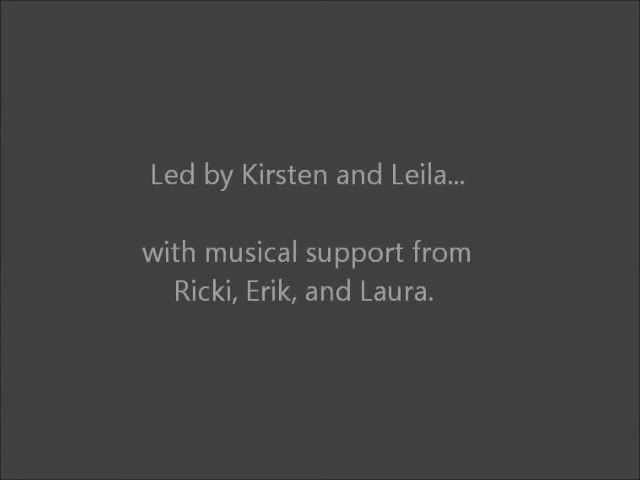 Led by Kirsten and Leila...
with musical support from
Ricki, Erik, and Laura.